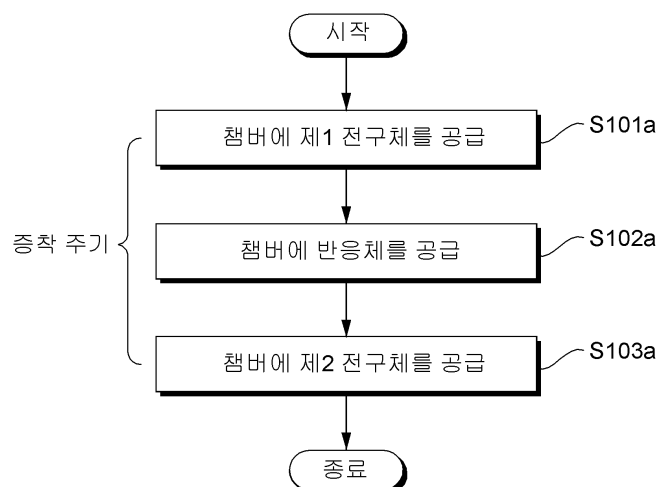 시작
챔버에 제1 전구체를 공급
S101a
증착 주기
챔버에 반응체를 공급
S102a
챔버에 제2 전구체를 공급
S103a
종료